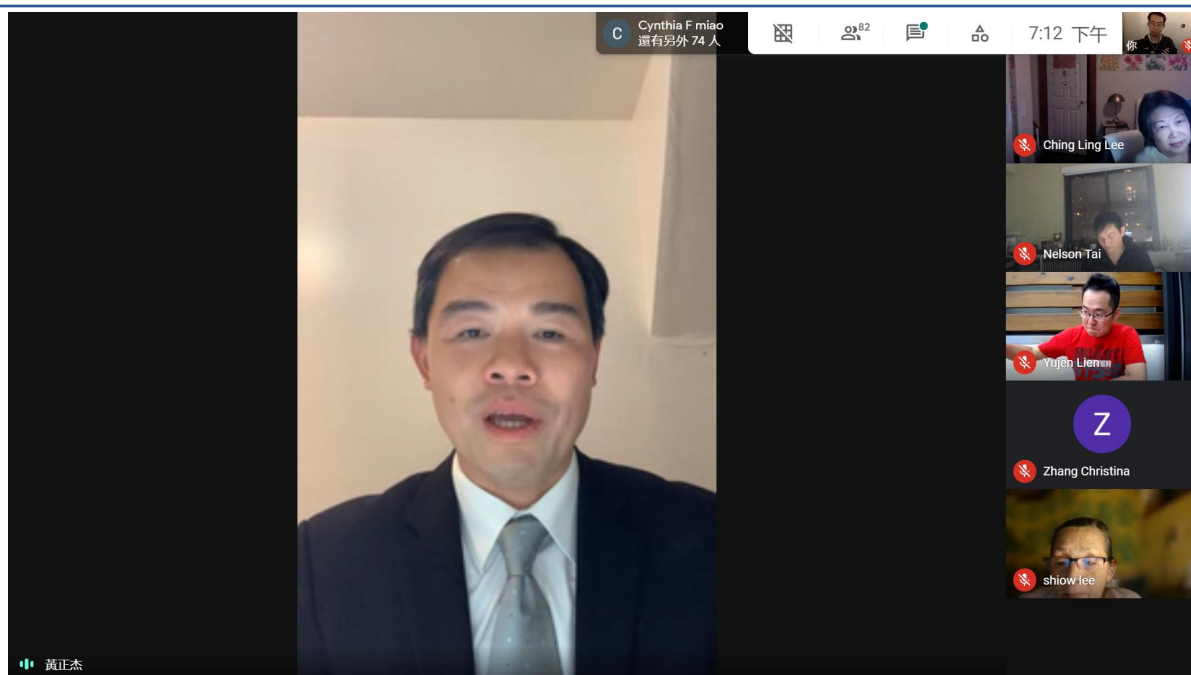 C
Cynthia F miao
還有另外 74 人
82
7:12 下午
你
Ching Ling Lee
Nelson Tai
Yujen Lien
Z
Zhang Christina
shiow lee
黃正杰